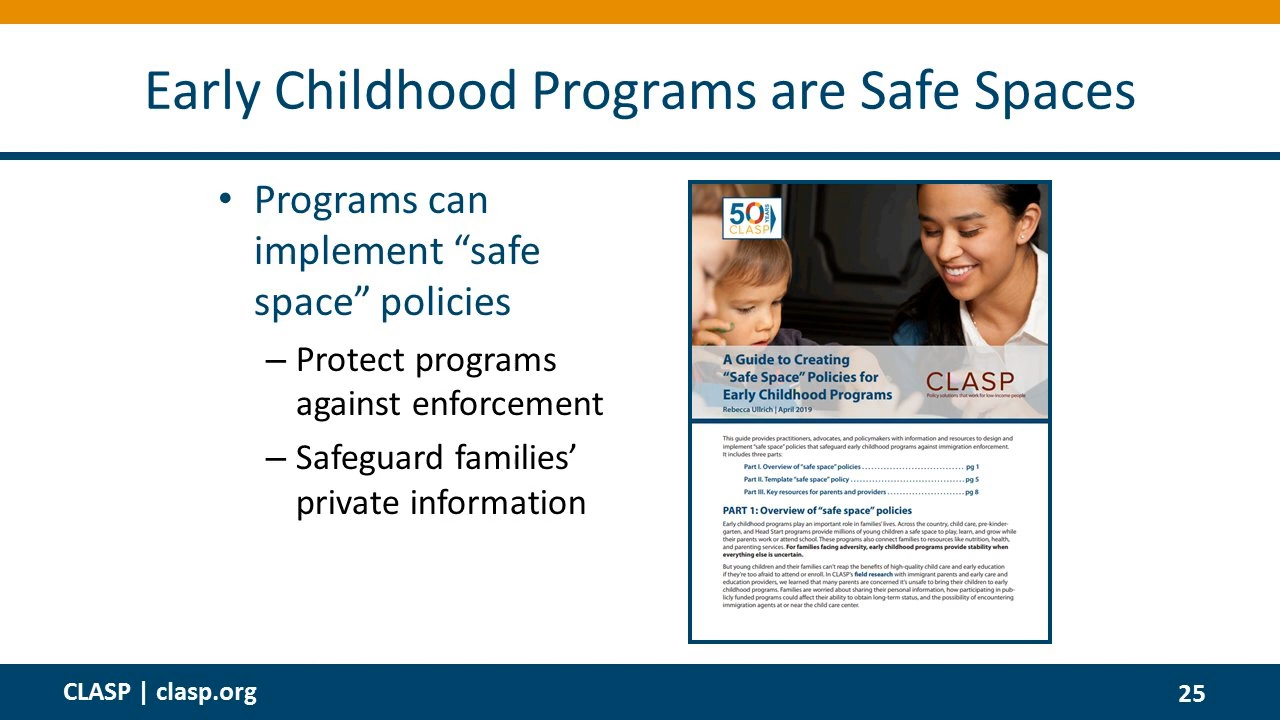 Early Childhood Programs are Safe Spaces
• Programs can
implement “safe
space” policies
– Protect programs
against enforcement
– Safeguard families’
private information
50 YEARS
CLASP
A Guide to Creating
“Safe Space” Policies for
Early Childhood Programs
Rebecca Ullrich | April 2019
CLASP
Policy solutions that work for low-income people
This guide provides practitioners, advocates, and policymakers with information and resources to design and
implement “safe space” policies that safeguard early childhood programs against immigration enforcement.
It includes three parts:
Part I. Overview of “safe space” policies . . . . . . . . . . . . . . . . . . . . . . . . . . . . . . . pg 1
Part II. Template “safe space” policy . . . . . . . . . . . . . . . . . . . . . . . . . . . . . . . . . . pg 5
Part III. Key resources for parents and providers . . . . . . . . . . . . . . . . . . . . . . . . pg 8
PART 1: Overview of “safe space” policies
Early childhood programs play an important role in families’ lives. Across the country, child care, pre-kinder-
garten, and Head Start programs provide millions of young children a safe space to play, learn, and grow while
their parents work or attend school. These programs also connect families to resources like nutrition, health,
and parenting services. For families facing adversity, early childhood programs provide stability when
everything else is uncertain.
But young children and their families can’t reap the benefits of high-quality child care and early education
if they’re too afraid to attend or enroll. In CLASP’s field research with immigrant parents and early care and
education providers, we learned that many parents are concerned it’s unsafe to bring their children to early
childhood programs. Families are worried about sharing their personal information, how participating in pub-
licly funded programs could affect their ability to obtain long-term status, and the possibility of encountering
immigration agents at or near the child care center.
CLASP | clasp.org
25